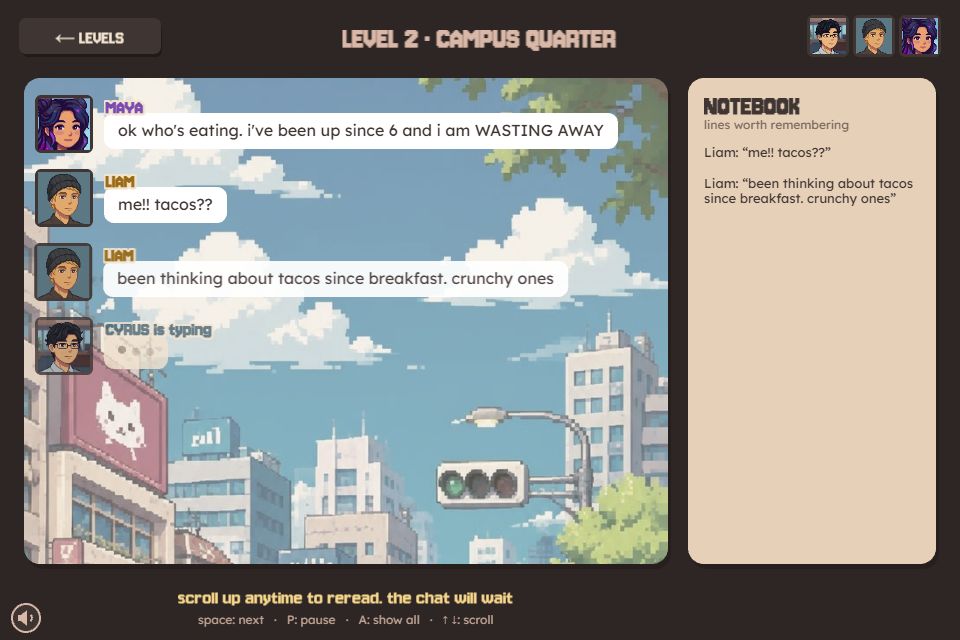 ← LEVELS
LEVEL 2 · CAMPUS QUARTER
MAYA
ok who's eating. i've been up since 6 and i am WASTING AWAY
LIAM
me!! tacos??
LIAM
been thinking about tacos since breakfast. crunchy ones
CYRUS is typing
NOTEBOOK
lines worth remembering
Liam: “me!! tacos??”
Liam: “been thinking about tacos
since breakfast. crunchy ones”
scroll up anytime to reread. the chat will wait
space: next · P: pause · A: show all · ↑↓: scroll